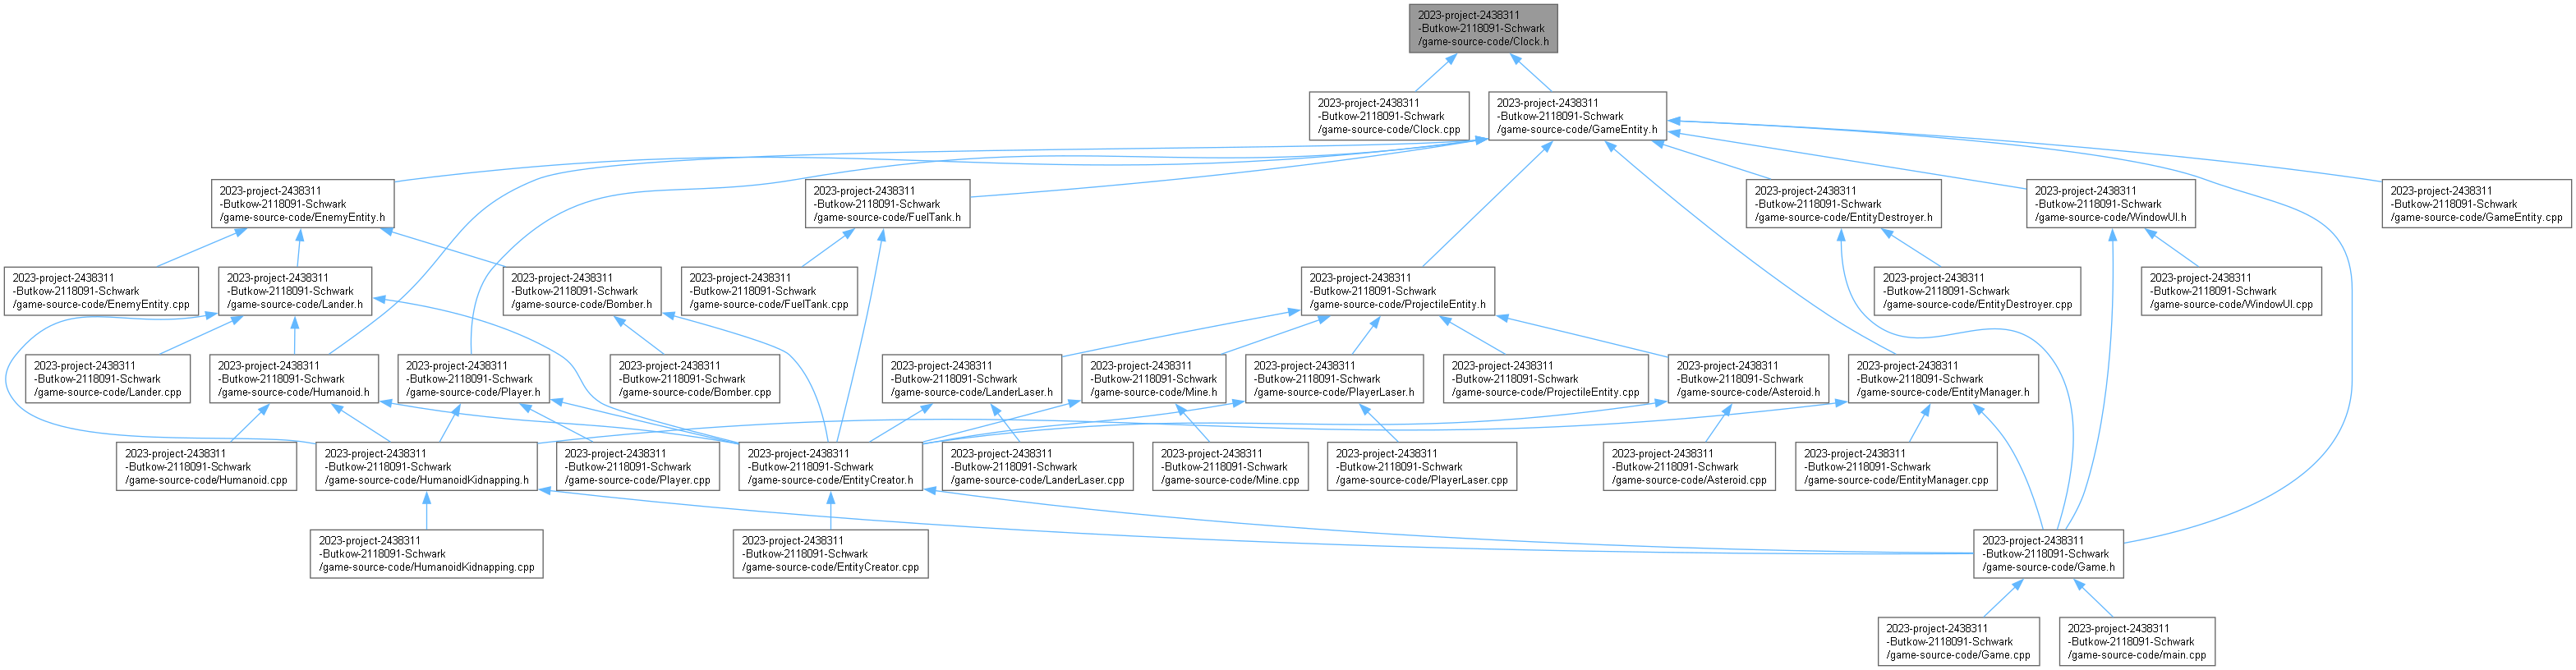 2023-project-2438311
-Butkow-2118091-Schwark
/game-source-code/Clock.h
2023-project-2438311
-Butkow-2118091-Schwark
/game-source-code/Clock.cpp
2023-project-2438311
-Butkow-2118091-Schwark
/game-source-code/GameEntity.h
2023-project-2438311
-Butkow-2118091-Schwark
/game-source-code/EnemyEntity.h
2023-project-2438311
-Butkow-2118091-Schwark
/game-source-code/FuelTank.h
2023-project-2438311
-Butkow-2118091-Schwark
/game-source-code/EntityDestroyer.h
2023-project-2438311
-Butkow-2118091-Schwark
/game-source-code/WindowUI.h
2023-project-2438311
-Butkow-2118091-Schwark
/game-source-code/GameEntity.cpp
2023-project-2438311
-Butkow-2118091-Schwark
/game-source-code/EnemyEntity.cpp
2023-project-2438311
-Butkow-2118091-Schwark
/game-source-code/Lander.h
2023-project-2438311
-Butkow-2118091-Schwark
/game-source-code/Bomber.h
2023-project-2438311
-Butkow-2118091-Schwark
/game-source-code/FuelTank.cpp
2023-project-2438311
-Butkow-2118091-Schwark
/game-source-code/ProjectileEntity.h
2023-project-2438311
-Butkow-2118091-Schwark
/game-source-code/EntityDestroyer.cpp
2023-project-2438311
-Butkow-2118091-Schwark
/game-source-code/WindowUI.cpp
2023-project-2438311
-Butkow-2118091-Schwark
/game-source-code/Lander.cpp
2023-project-2438311
-Butkow-2118091-Schwark
/game-source-code/Humanoid.h
2023-project-2438311
-Butkow-2118091-Schwark
/game-source-code/Player.h
2023-project-2438311
-Butkow-2118091-Schwark
/game-source-code/Bomber.cpp
2023-project-2438311
-Butkow-2118091-Schwark
/game-source-code/LanderLaser.h
2023-project-2438311
-Butkow-2118091-Schwark
/game-source-code/Mine.h
2023-project-2438311
-Butkow-2118091-Schwark
/game-source-code/PlayerLaser.h
2023-project-2438311
-Butkow-2118091-Schwark
/game-source-code/ProjectileEntity.cpp
2023-project-2438311
-Butkow-2118091-Schwark
/game-source-code/Asteroid.h
2023-project-2438311
-Butkow-2118091-Schwark
/game-source-code/EntityManager.h
2023-project-2438311
-Butkow-2118091-Schwark
/game-source-code/Humanoid.cpp
2023-project-2438311
-Butkow-2118091-Schwark
/game-source-code/HumanoidKidnapping.h
2023-project-2438311
-Butkow-2118091-Schwark
/game-source-code/Player.cpp
2023-project-2438311
-Butkow-2118091-Schwark
/game-source-code/EntityCreator.h
2023-project-2438311
-Butkow-2118091-Schwark
/game-source-code/LanderLaser.cpp
2023-project-2438311
-Butkow-2118091-Schwark
/game-source-code/Mine.cpp
2023-project-2438311
-Butkow-2118091-Schwark
/game-source-code/PlayerLaser.cpp
2023-project-2438311
-Butkow-2118091-Schwark
/game-source-code/Asteroid.cpp
2023-project-2438311
-Butkow-2118091-Schwark
/game-source-code/EntityManager.cpp
2023-project-2438311
-Butkow-2118091-Schwark
/game-source-code/HumanoidKidnapping.cpp
2023-project-2438311
-Butkow-2118091-Schwark
/game-source-code/EntityCreator.cpp
2023-project-2438311
-Butkow-2118091-Schwark
/game-source-code/Game.h
2023-project-2438311
-Butkow-2118091-Schwark
/game-source-code/Game.cpp
2023-project-2438311
-Butkow-2118091-Schwark
/game-source-code/main.cpp